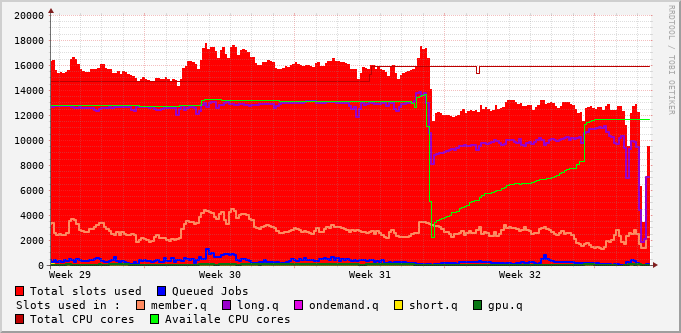 20000
18000
16000
14000
12000
10000
8000
6000
4000
2000
0
Week 29 Week 30 Week 31 Week 32
RRDTOOL / TOBI OETIKER
Total slots used Queued Jobs
Slots used in : member.q long.q ondemand.q short.q gpu.q
Total CPU cores Availale CPU cores